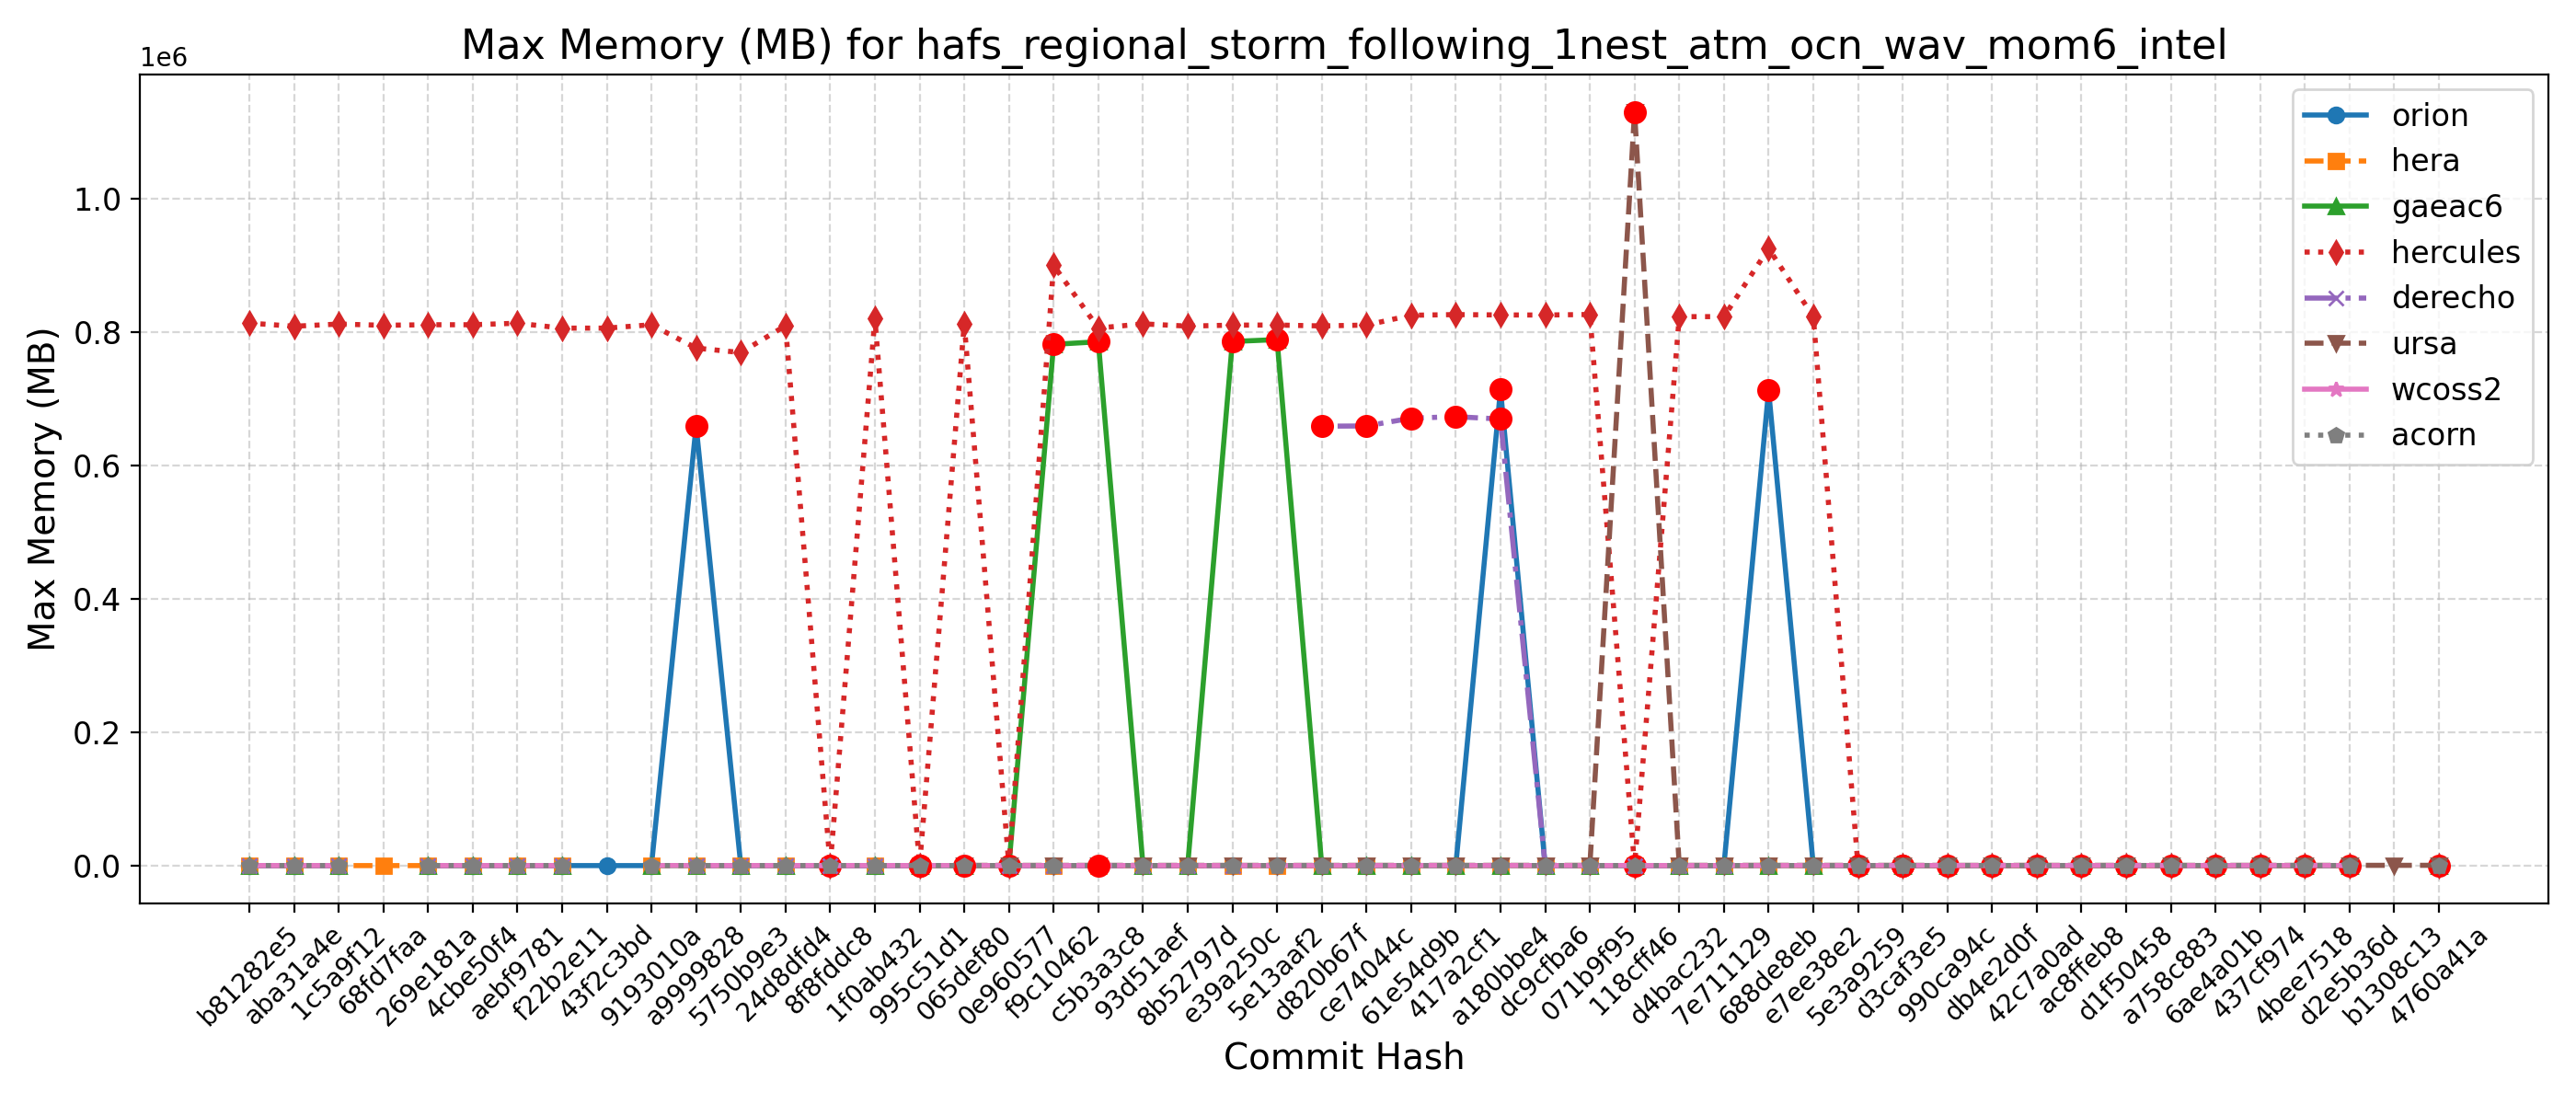 Max Memory (MB) for hafs_regional_storm_following_1nest_atm_ocn_wav_mom6_intel
1e6
1.0
0.8
0.6
0.4
0.2
0.0
Max Memory (MB)
orion
hera
gaeac6
hercules
derecho
ursa
wcoss2
acorn
b81282e5
aba31a4e
1c5a9f12
68fd7faa
269e181a
4cbe50f4
aebf9781
f22b2e11
43f2c3bd
9193010a
a9999828
5750b9e3
24d8dfd4
8f8fddc8
1f0ab432
995c51d1
065def80
0e960577
f9c10462
c5b3a3c8
93d51aef
8b52797d
e39a250c
5e13aaf2
d820b67f
ce74044c
61e54d9b
417a2cf1
a180bbe4
dc9cfba6
071b9f95
118cff46
d4bac232
7e711129
688de8eb
e7ee38e2
5e3a9259
d3caf3e5
990ca94c
db4e2d0f
42c7a0ad
ac8ffeb8
d1f50458
a758c883
6ae4a01b
437cf974
4bee7518
d2e5b36d
b1308c13
4760a41a
Commit Hash